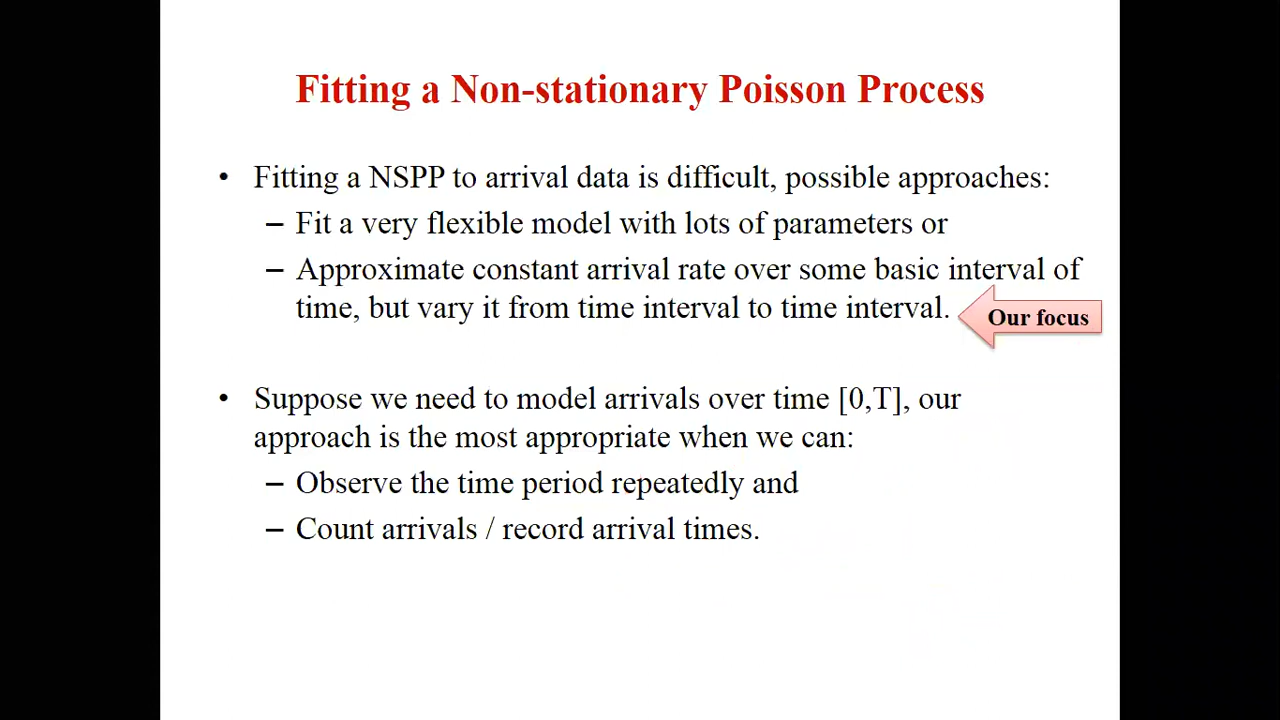 Fitting a Non-stationary Poisson Process
• Fitting a NSPP to arrival data is difficult, possible approaches:
– Fit a very flexible model with lots of parameters or
– Approximate constant arrival rate over some basic interval of
time, but vary it from time interval to time interval.
Our focus
• Suppose we need to model arrivals over time [0,T], our
approach is the most appropriate when we can:
– Observe the time period repeatedly and
– Count arrivals / record arrival times.